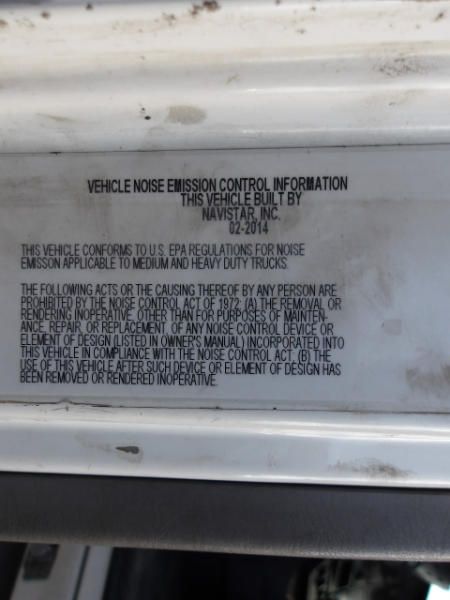 VEHICLE NOISE EMISSION CONTROL INFORMATION
THIS VEHICLE BUILT BY
NAVISTAR, INC.
02-2014
THIS VEHICLE CONFORMS TO U.S. EPA REGULATIONS FOR NOISE
EMISSON APPLICABLE TO MEDIUM AND HEAVY DUTY TRUCKS.
THE FOLLOWING ACTS OR THE CAUSING THEREOF BY ANY PERSON ARE
PROHIBITED BY THE NOISE CONTROL ACT OF 1972: (A) THE REMOVAL OR
RENDERING INOPERATIVE, OTHER THAN FOR PURPOSES OF MAINTEN-
ANCE, REPAIR, OR REPLACEMENT, OF ANY NOISE CONTROL DEVICE OR
ELEMENT OF DESIGN (LISTED IN OWNER'S MANUAL) INCORPORATED INTO
THIS VEHICLE IN COMPLIANCE WITH THE NOISE CONTROL ACT, (B) THE
USE OF THIS VEHICLE AFTER SUCH DEVICE OR ELEMENT OF DESIGN HAS
BEEN REMOVED OR RENDERED INOPERATIVE.